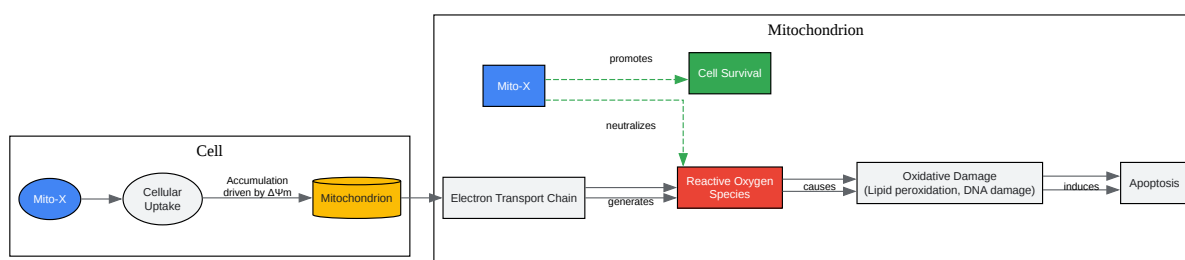 Cell
Mito-X
Cellular
Uptake
Accumulation
driven by ΔΨm
Mitochondrion
Mitochondrion
Mito-X
promotes
Cell Survival
neutralizes
Electron Transport Chain
generates
Reactive Oxygen
Species
causes
Oxidative Damage
(Lipid peroxidation, DNA damage)
induces
Apoptosis